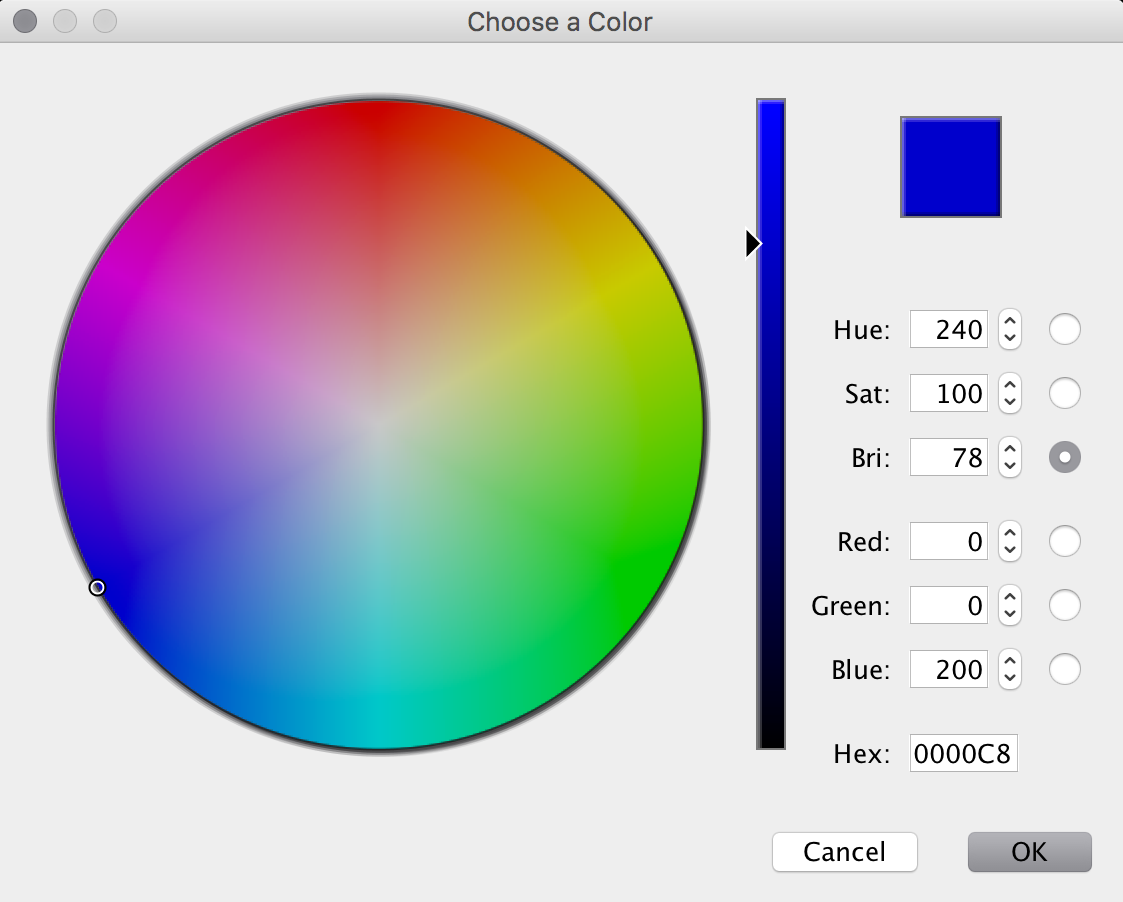 Choose a Color
Hue: 240
Sat: 100
Bri: 78
Red: 0
Green: 0
Blue: 200
Hex: 0000C8
Cancel OK